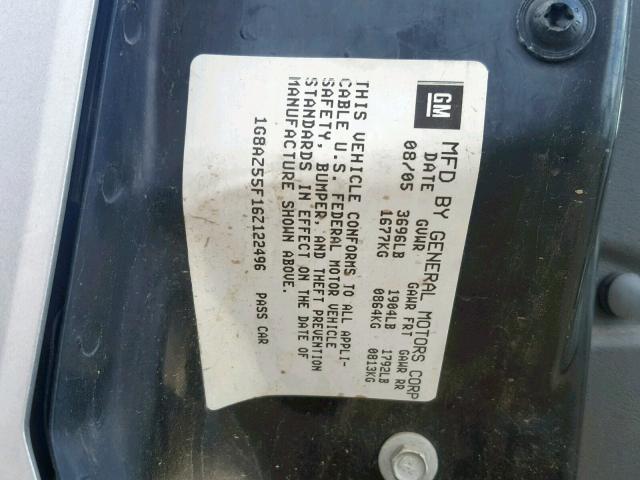 GM
MFD BY GENERAL MOTORS CORP
DATE GVWR GAWR FRT GAWR RR
08/05 3696LB 1904LB 1792LB
1677KG 0864KG 0813KG
THIS VEHICLE CONFORMS TO ALL APPLI-
CABLE U.S. FEDERAL MOTOR VEHICLE
SAFETY, BUMPER, AND THEFT PREVENTION
STANDARDS IN EFFECT ON THE DATE OF
MANUFACTURE SHOWN ABOVE.
1G8AZ55F16Z122496 PASS CAR